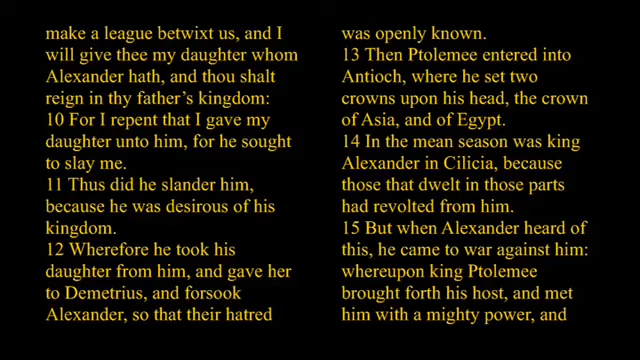 make a league betwixt us, and I
will give thee my daughter whom
Alexander hath, and thou shalt
reign in thy father's kingdom:
10 For I repent that I gave my
daughter unto him, for he sought
to slay me.
11 Thus did he slander him,
because he was desirous of his
kingdom.
12 Wherefore he took his
daughter from him, and gave her
to Demetrius, and forsook
Alexander, so that their hatred
was openly known.
13 Then Ptolemee entered into
Antioch, where he set two
crowns upon his head, the crown
of Asia, and of Egypt.
14 In the mean season was king
Alexander in Cilicia, because
those that dwelt in those parts
had revolted from him.
15 But when Alexander heard of
this, he came to war against him:
whereupon king Ptolemee
brought forth his host, and met
him with a mighty power, and